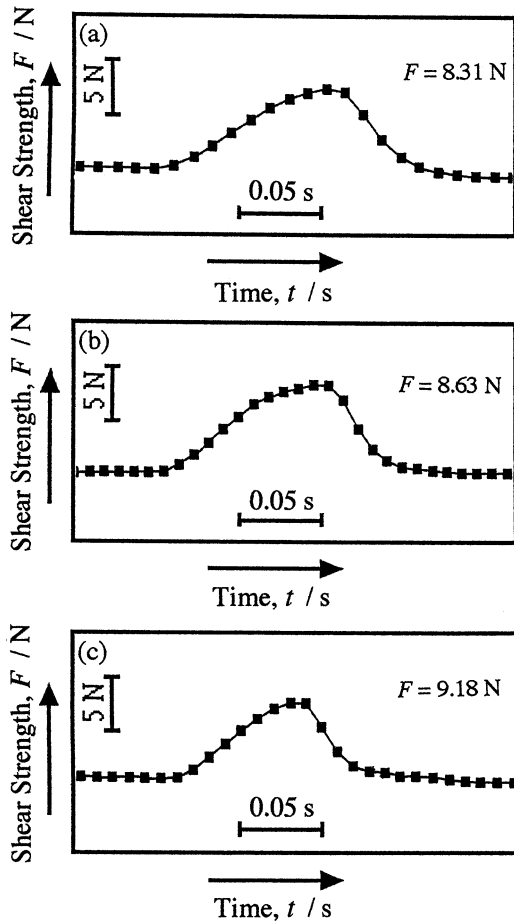 (a)
5 N
F = 8.31 N
Shear Strength, F / N
0.05 s
Time, t / s
(b)
5 N
F = 8.63 N
Shear Strength, F / N
0.05 s
Time, t / s
(c)
5 N
F = 9.18 N
Shear Strength, F / N
0.05 s
Time, t / s